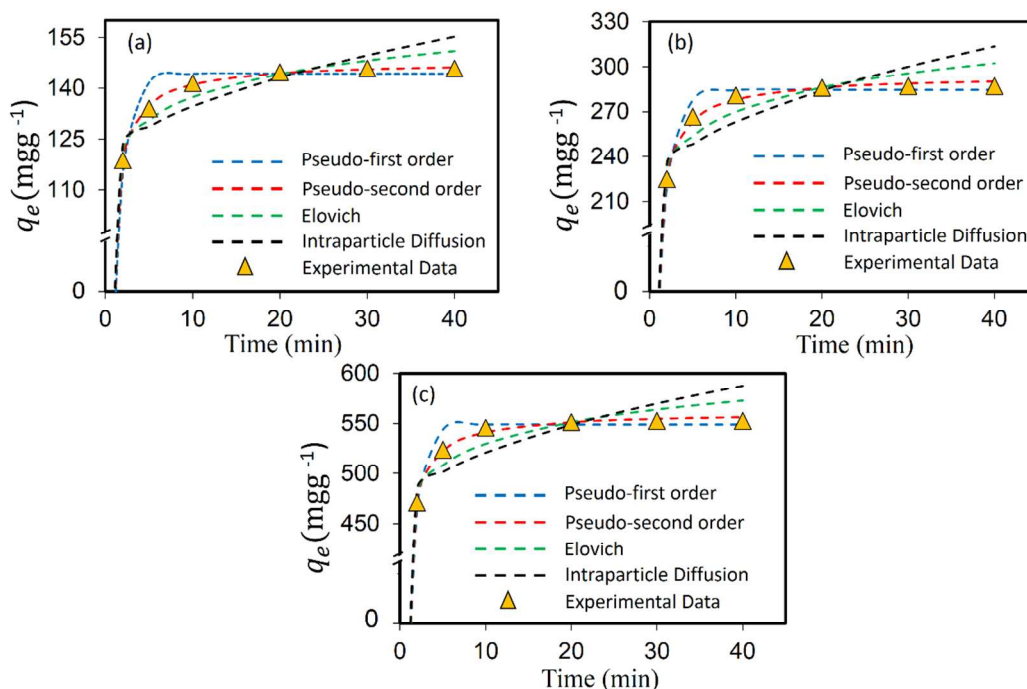 (a)
155
140
125
110
0
q_e (mgg⁻¹)
Pseudo-first order
Pseudo-second order
Elovich
Intraparticle Diffusion
Experimental Data
0 10 20 30 40
Time (min)
(b)
330
300
270
240
210
0
q_e (mgg⁻¹)
Pseudo-first order
Pseudo-second order
Elovich
Intraparticle Diffusion
Experimental Data
0 10 20 30 40
Time (min)
(c)
600
550
500
450
0
q_e (mgg⁻¹)
Pseudo-first order
Pseudo-second order
Elovich
Intraparticle Diffusion
Experimental Data
0 10 20 30 40
Time (min)